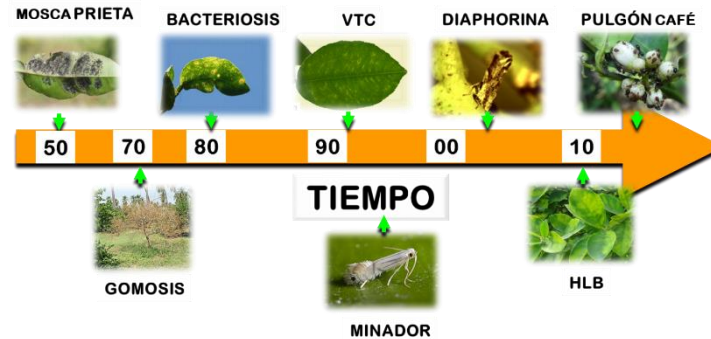 MOSCA PRIETA
BACTERIOSIS
VTC
DIAPHORINA
PULGÓN CAFÉ
50
70
80
90
00
10
TIEMPO
GOMOSIS
MINADOR
HLB